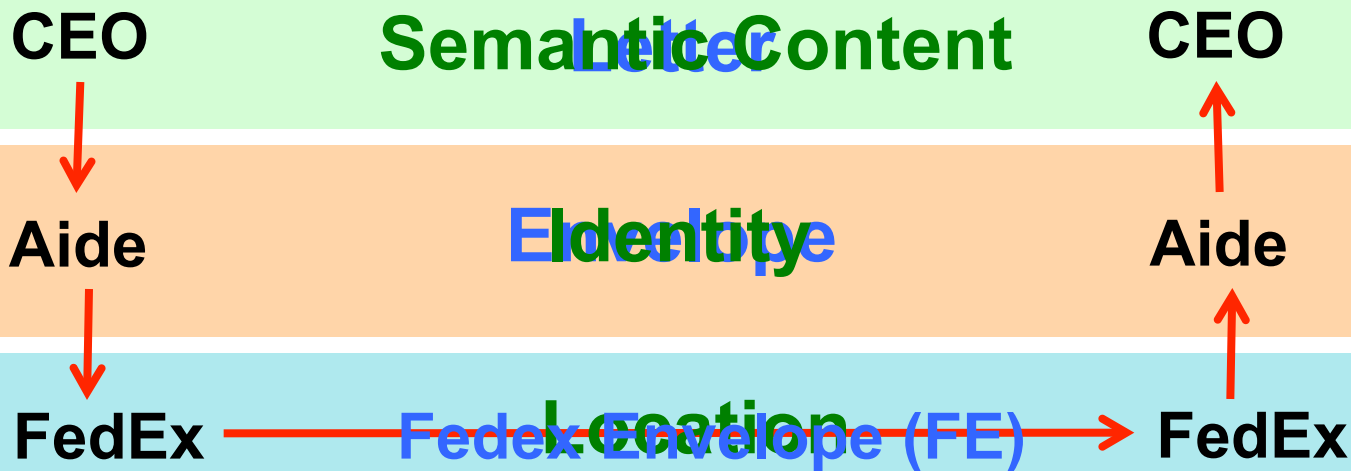 CEO
Semantic Content
Letter
CEO
Aide
Envelope
Identity
Aide
FedEx
Fedex Envelope (FE)
Location
FedEx